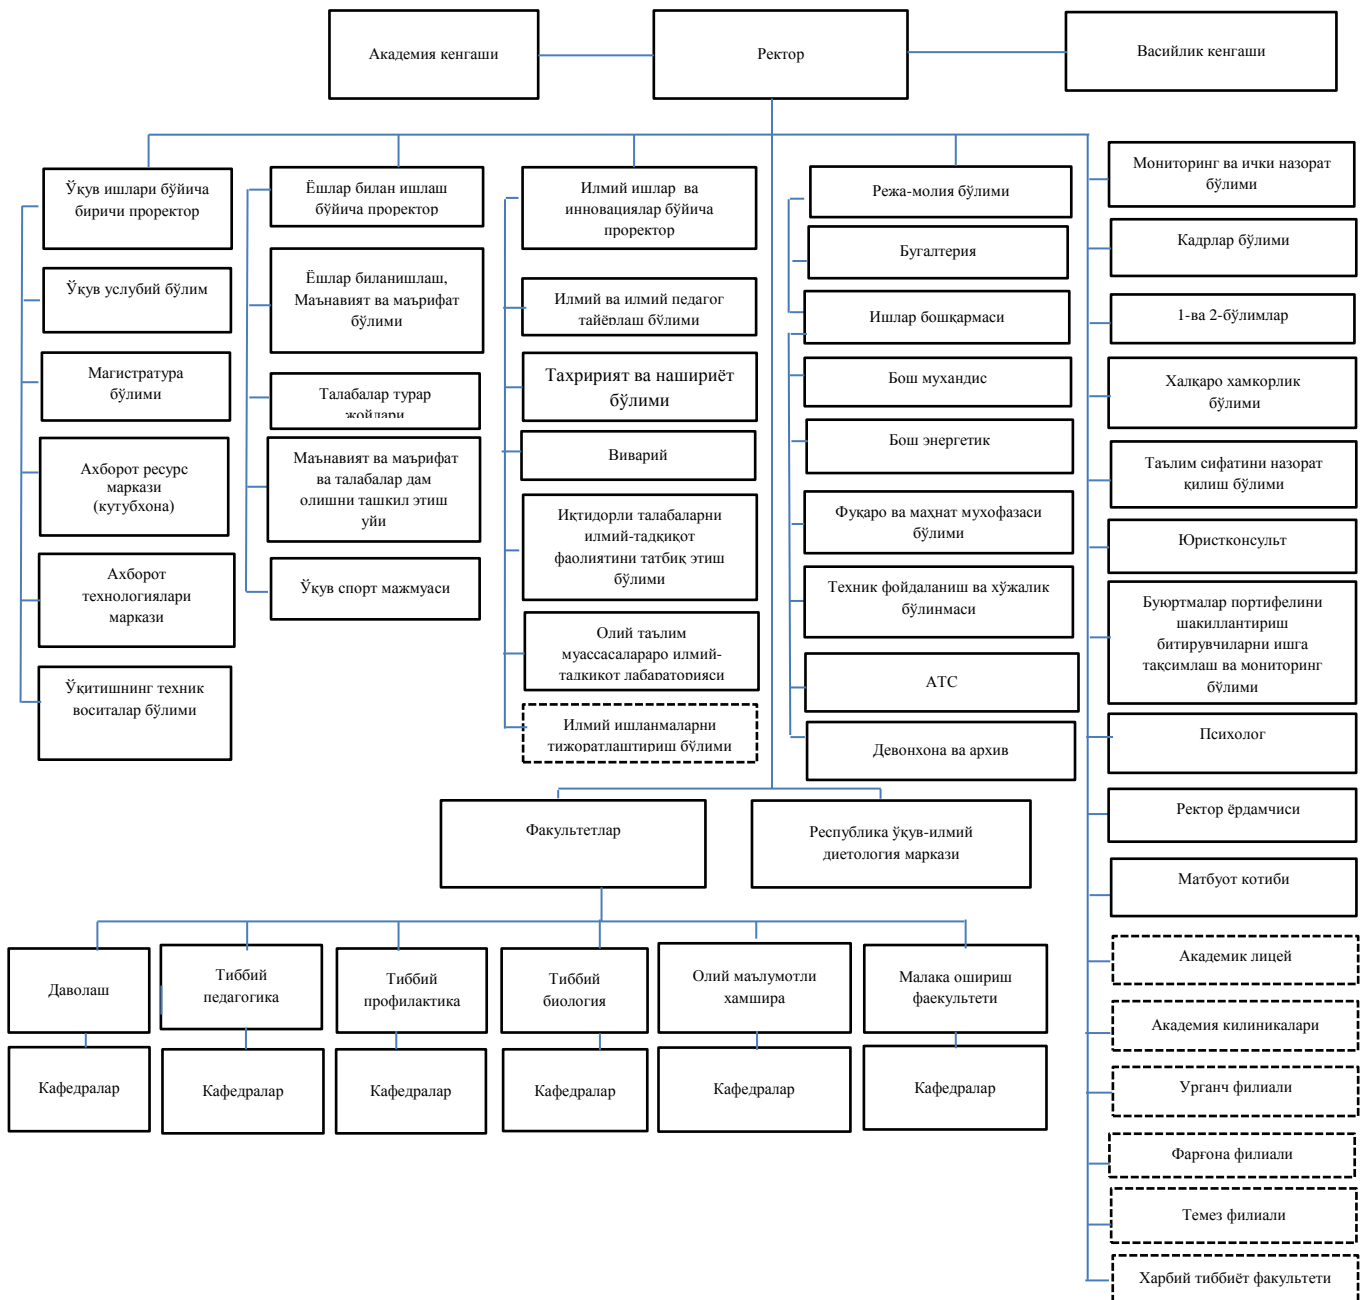 Академия кенгаши
Ректор
Васийлик кенгаши
Ўқув ишлари бўйича
биричи проректор
Ўқув услубий бўлим
Магистратура
бўлими
Ахборот ресурс
маркази
(кутубхона)
Ахборот
технологиялари
маркази
Ўқитишнинг техник
воситалар бўлими
Ёшлар билан ишлаш
бўйича проректор
Ёшлар биланишлаш,
Маънавият ва маърифат
бўлими
Талабалар турар
жойлари
Маънавият ва маърифат
ва талабалар дам
олишни ташкил этиш
уйи
Ўқув спорт мажмуаси
Илмий ишлар ва
инновациялар бўйича
проректор
Илмий ва илмий педагог
тайёрлаш бўлими
Тахририят ва нашириёт
бўлими
Виварий
Иқтидорли талабаларни
илмий-тадқиқот
фаолиятини татбиқ этиш
бўлими
Олий таълим
муассасалараро илмий-
тадқиқот лабараторияси
Илмий ишланмаларни
тижоратлаштириш бўлими
Режа-молия бўлими
Бугалтерия
Ишлар бошқармаси
Бош мухандис
Бош энергетик
Фуқаро ва маҳнат мухофазаси
бўлими
Техник фойдаланиш ва хўжалик
бўлинмаси
АТС
Девонхона ва архив
Мониторинг ва ички назорат
бўлими
Кадрлар бўлими
1-ва 2-бўлимлар
Халқаро хамкорлик
бўлими
Таълим сифатини назорат
қилиш бўлими
Юристконсульт
Буюртмалар портифелини
шакиллантириш
битирувчиларни ишга
тақсимлаш ва мониторинг
бўлими
Психолог
Ректор ёрдамчиси
Матбуот котиби
Академик лицей
Академия килиникалари
Урганч филиали
Фарғона филиали
Темез филиали
Харбий тиббиёт факультети
Факультетлар
Республика ўқув-илмий
диетология маркази
Даволаш
Тиббий
педагогика
Тиббий
профилактика
Тиббий
биология
Олий маълумотли
хамшира
Малака ошириш
фаекультети
Кафедралар
Кафедралар
Кафедралар
Кафедралар
Кафедралар
Кафедралар